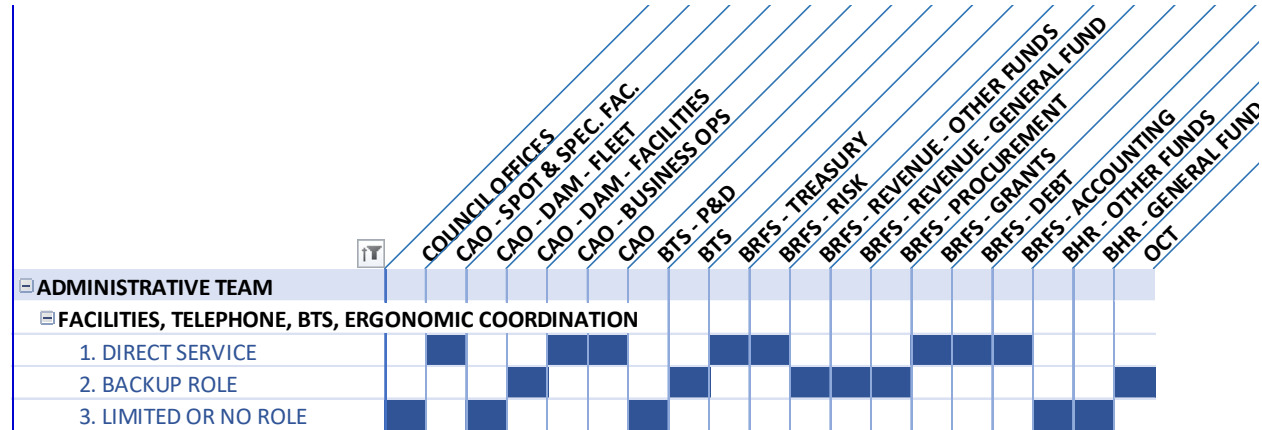 COUNCIL OFFICES
CAO - SPOT & SPEC. FAC.
CAO - DAM - FLEET
CAO - DAM - FACILITIES
CAO - BUSINESS OPS
CAO
BTS - P&D
BTS
BRFS - TREASURY
BRFS - RISK
BRFS - REVENUE - OTHER FUNDS
BRFS - REVENUE - GENERAL FUND
BRFS - PROCUREMENT
BRFS - GRANTS
BRFS - DEBT
BRFS - ACCOUNTING
BHR - OTHER FUNDS
BHR - GENERAL FUND
OCT
ADMINISTRATIVE TEAM
FACILITIES, TELEPHONE, BTS, ERGONOMIC COORDINATION
1. DIRECT SERVICE
2. BACKUP ROLE
3. LIMITED OR NO ROLE